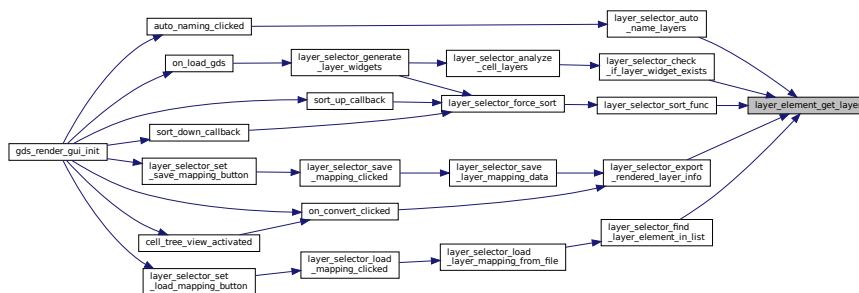 auto_naming_clicked
layer_selector_auto
_name_layers
on_load_gds
layer_selector_generate
_layer_widgets
layer_selector_analyze
_cell_layers
layer_selector_check
_if_layer_widget_exists
sort_up_callback
layer_selector_force_sort
layer_selector_sort_func
layer_element_get_layer
sort_down_callback
gds_render_gui_init
layer_selector_set
_save_mapping_button
layer_selector_save
_mapping_clicked
layer_selector_save
_layer_mapping_data
layer_selector_export
_rendered_layer_info
on_convert_clicked
cell_tree_view_activated
layer_selector_find
_layer_element_in_list
layer_selector_set
_load_mapping_button
layer_selector_load
_mapping_clicked
layer_selector_load
_layer_mapping_from_file